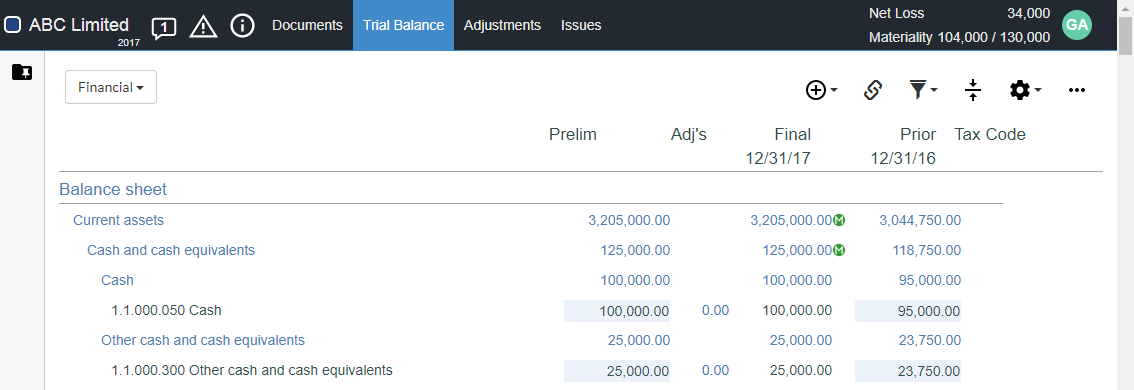 ABC Limited 1 Documents Trial Balance Adjustments Issues Net Loss 34,000 GA
2017 Materiality 104,000 / 130,000
Financial
Prelim Adj's Final Prior Tax Code
12/31/17 12/31/16
Balance sheet
Current assets 3,205,000.00 3,205,000.00 M 3,044,750.00
Cash and cash equivalents 125,000.00 125,000.00 M 118,750.00
Cash 100,000.00 100,000.00 95,000.00
1.1.000.050 Cash 100,000.00 0.00 100,000.00 95,000.00
Other cash and cash equivalents 25,000.00 25,000.00 23,750.00
1.1.000.300 Other cash and cash equivalents 25,000.00 0.00 25,000.00 23,750.00